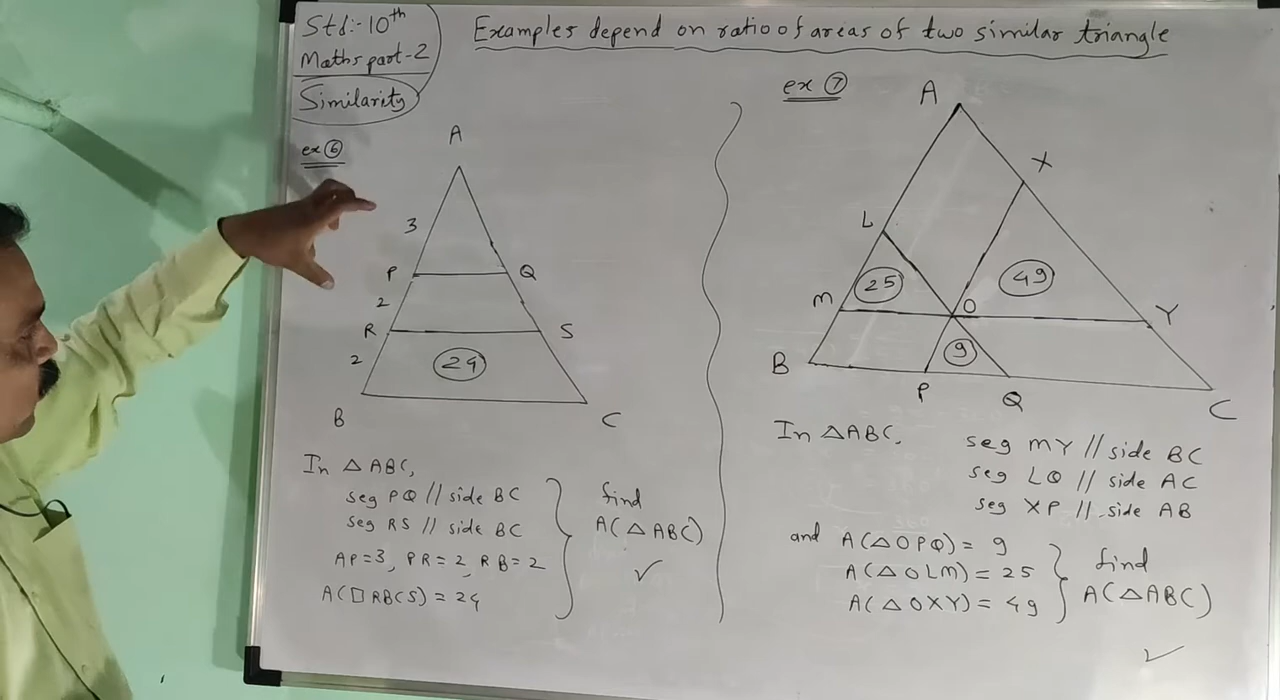 Std:- 10th
Maths part-2
Similarity
Examples depend on ratio of areas of two similar triangle
ex 6
A
3
P
Q
2
R
S
2
24
B
C
In △ABC,
seg PQ // side BC
seg RS // side BC
AP=3, PR=2, RB=2
A(□RBCS) = 24
find
A(△ABC)
ex 7
A
X
L
25
49
M
O
Y
9
B
P
Q
C
In △ABC,
seg MY // side BC
seg LQ // side AC
seg XP // side AB
and A(△OPQ) = 9
A(△OLM) = 25
A(△OXY) = 49
find
A(△ABC)